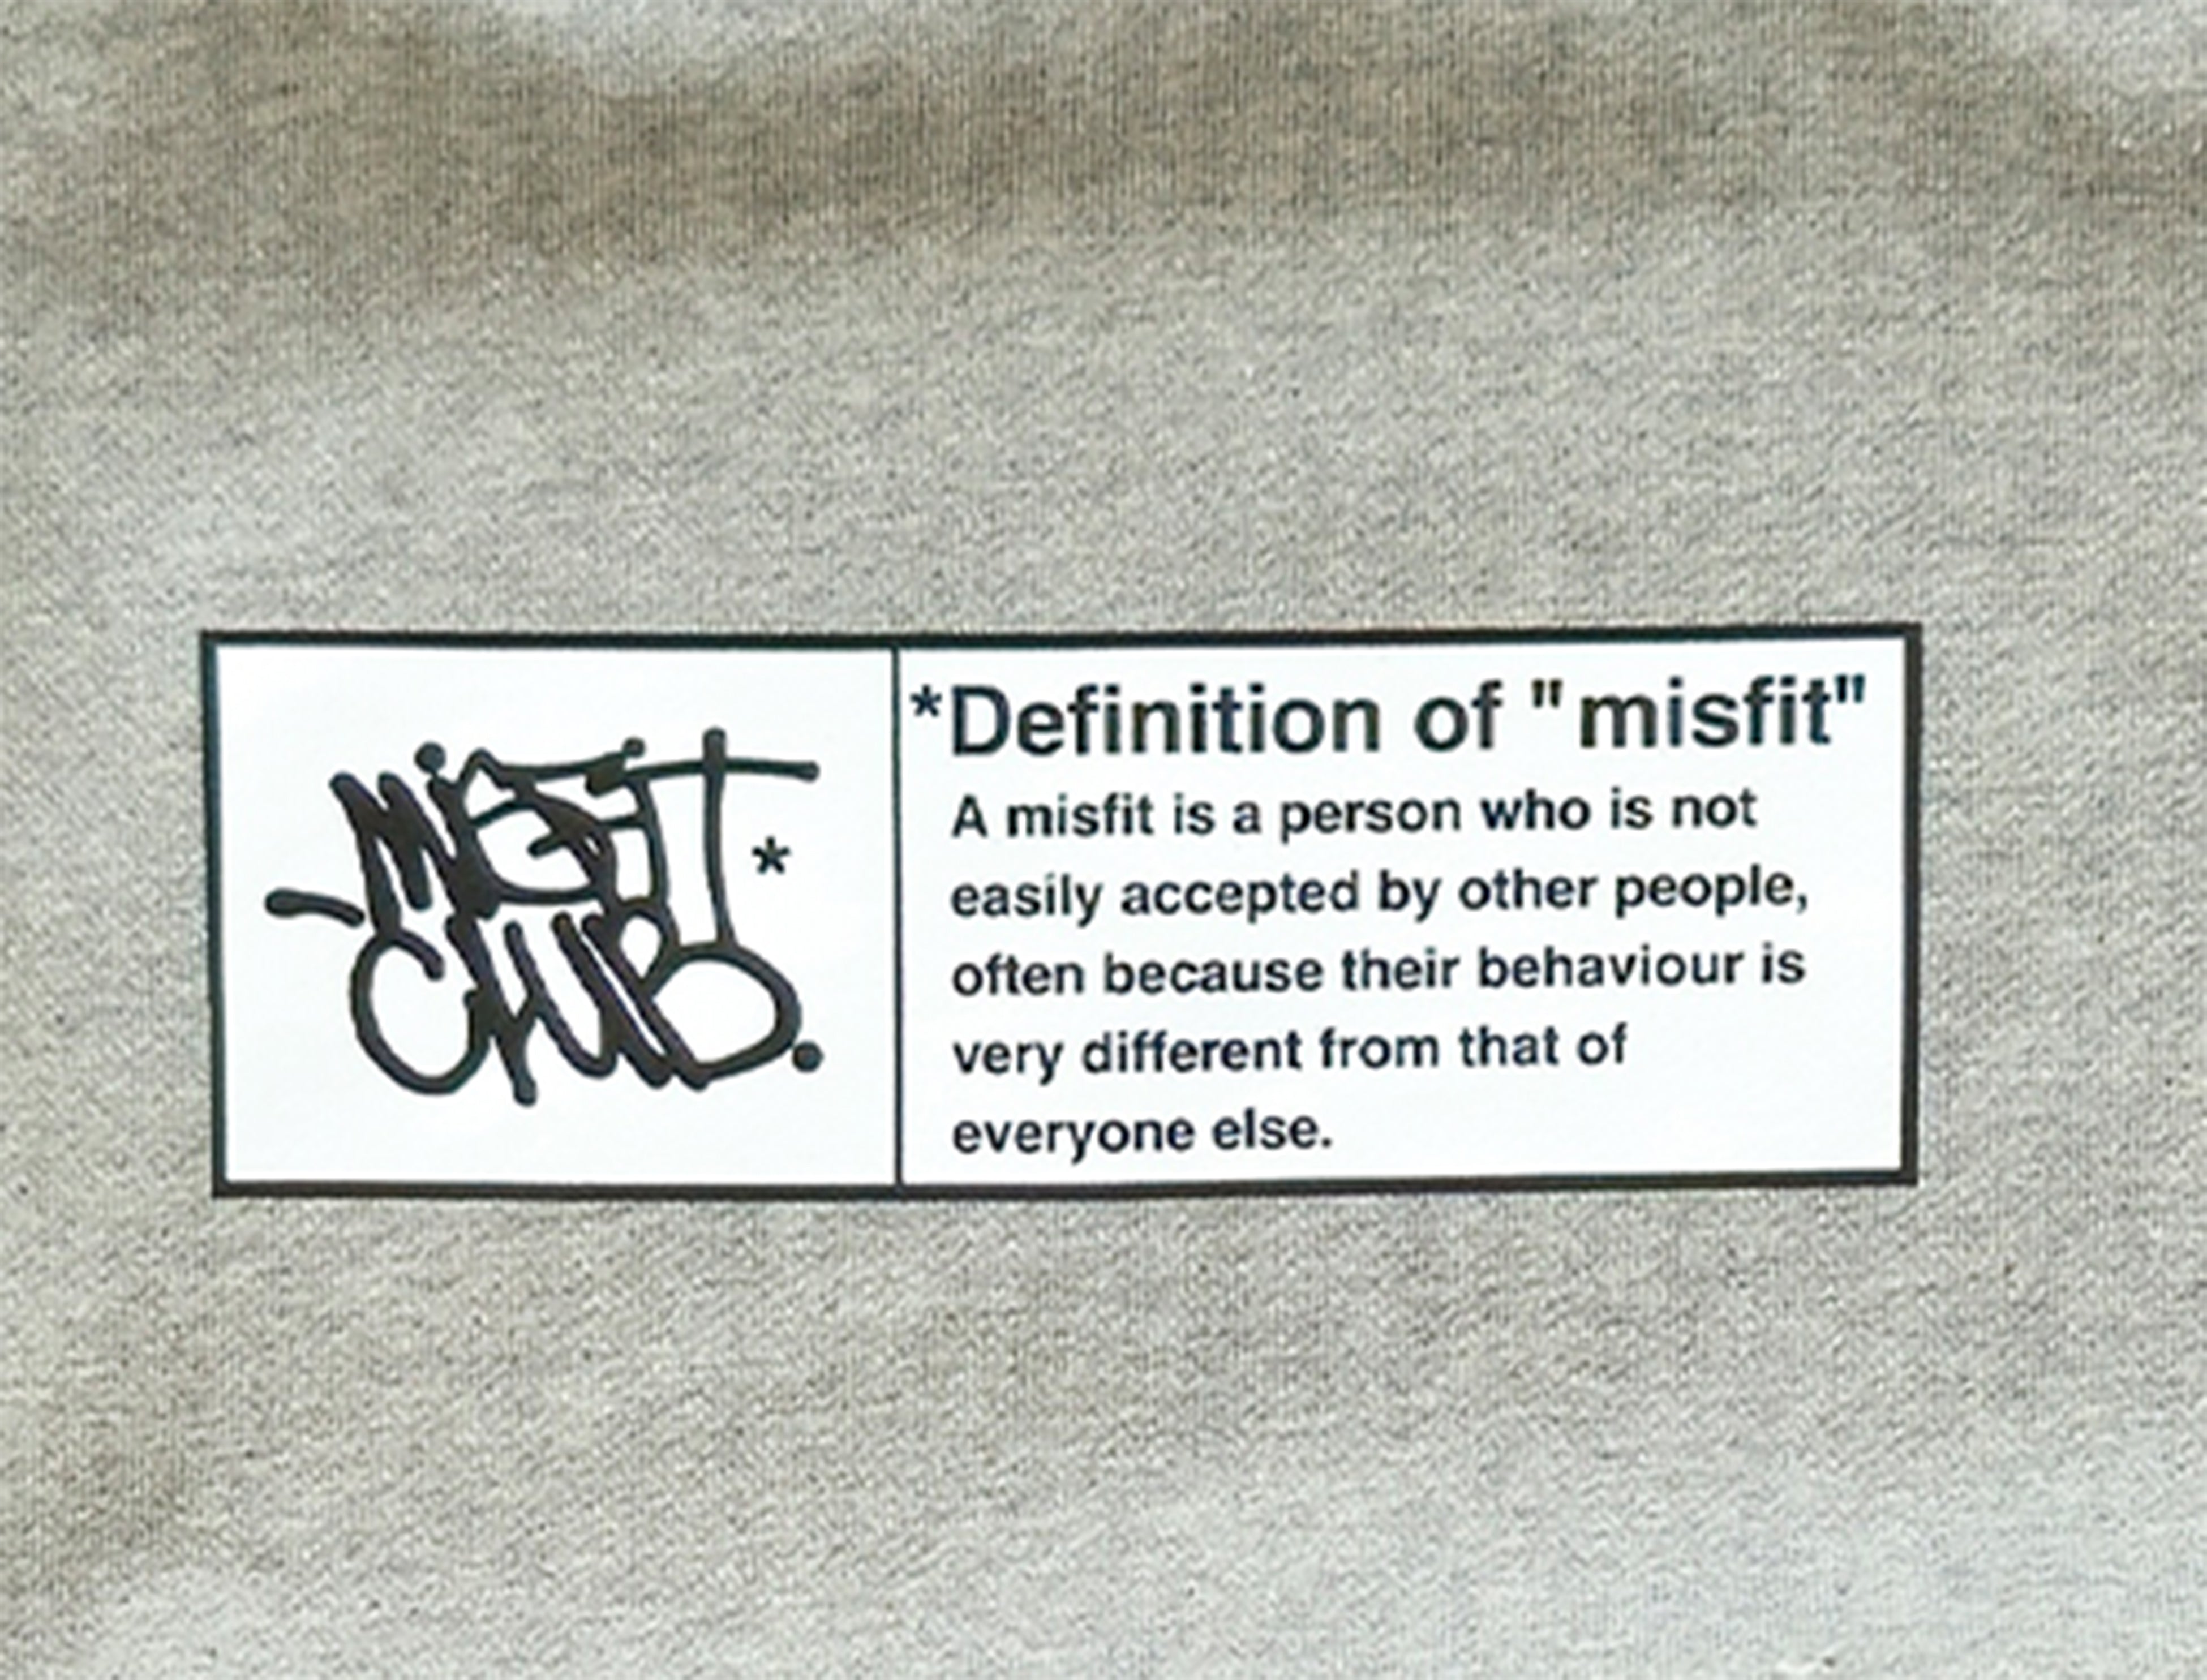 MISFIT *
CLUB.
*Definition of "misfit"
A misfit is a person who is not
easily accepted by other people,
often because their behaviour is
very different from that of
everyone else.